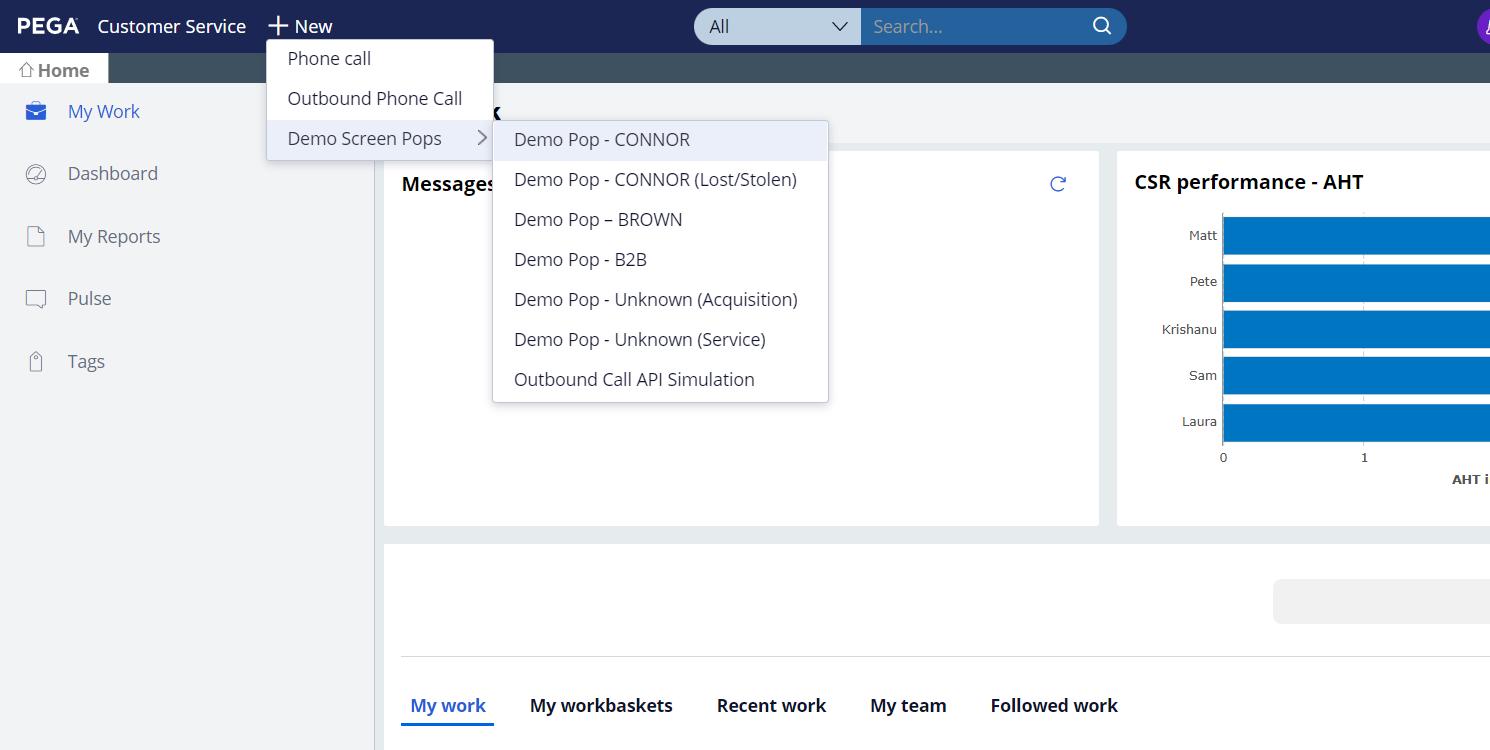 PEGA Customer Service + New
All
Search...
Home
Phone call
Outbound Phone Call
Demo Screen Pops
Demo Pop - CONNOR
Demo Pop - CONNOR (Lost/Stolen)
Demo Pop – BROWN
Demo Pop - B2B
Demo Pop - Unknown (Acquisition)
Demo Pop - Unknown (Service)
Outbound Call API Simulation
My Work
Dashboard
My Reports
Pulse
Tags
Messages
CSR performance - AHT
Matt
Pete
Krishanu
Sam
Laura
0 1
AHT i
My work My workbaskets Recent work My team Followed work